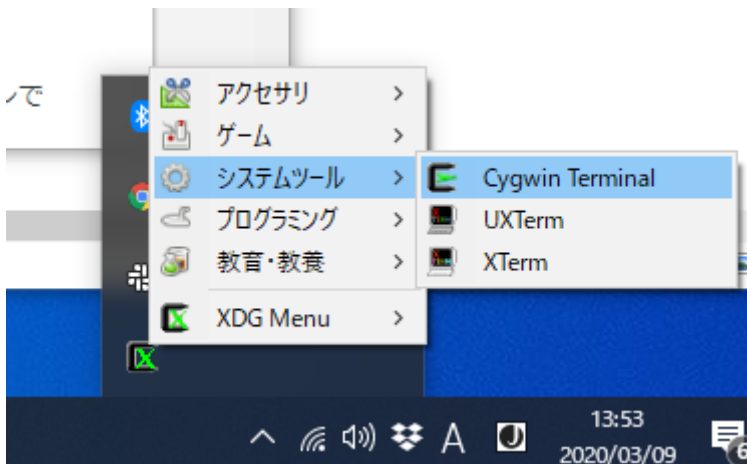 ンで
アクセサリ
ゲーム
システムツール
Cygwin Terminal
プログラミング
UXTerm
教育・教養
XTerm
XDG Menu
A
13:53
2020/03/09
6